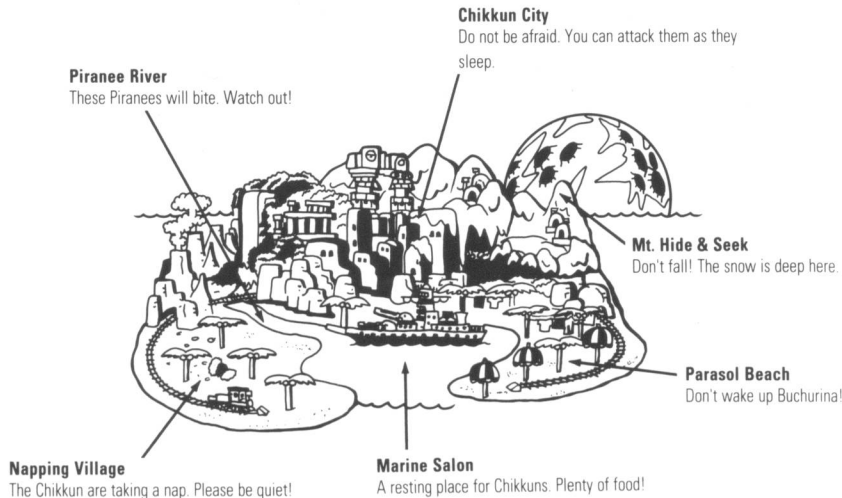 Chikkun City
Do not be afraid. You can attack them as they
sleep.
Piranee River
These Piranees will bite. Watch out!
Mt. Hide & Seek
Don't fall! The snow is deep here.
Parasol Beach
Don't wake up Buchurina!
Napping Village
The Chikkun are taking a nap. Please be quiet!
Marine Salon
A resting place for Chikkuns. Plenty of food!